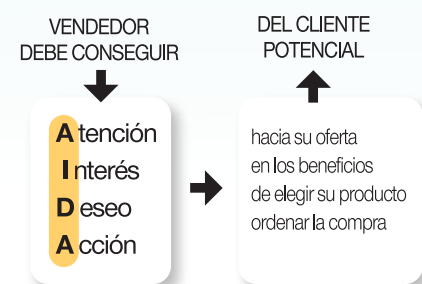 VENDEDOR
DEBE CONSEGUIR
DEL CLIENTE
POTENCIAL
Atención
Interés
Deseo
Acción
hacia su oferta
en los beneficios
de elegir su producto
ordenar la compra